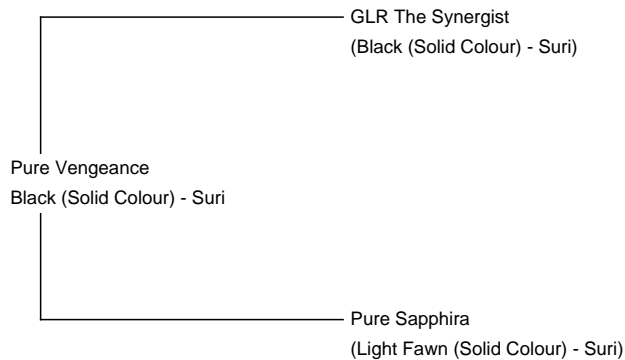 GLR The Synergist
(Black (Solid Colour) - Suri)
Pure Vengeance
Black (Solid Colour) - Suri
Pure Sapphira
(Light Fawn (Solid Colour) - Suri)